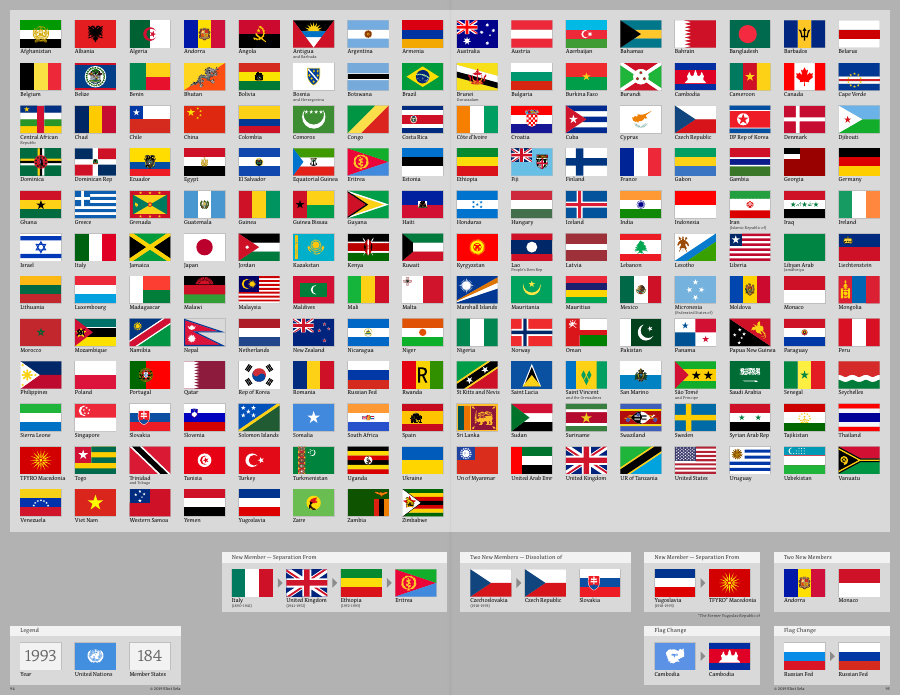 Afghanistan Albania Algeria Andorra Angola Antigua Argentina Armenia Australia Austria Azerbaijan Bahamas Bahrain Bangladesh Barbados Belarus
and Barbuda
Belgium Belize Benin Bhutan Bolivia Bosnia Botswana Brazil Brunei Bulgaria Burkina Faso Burundi Cambodia Cameroon Canada Cape Verde
and Herzegovina Darussalam
Central African Chad Chile China Colombia Comoros Congo Costa Rica Côte d'Ivoire Croatia Cuba Cyprus Czech Republic DP Rep of Korea Denmark Djibouti
Republic
Dominica Dominican Rep Ecuador Egypt El Salvador Equatorial Guinea Eritrea Estonia Ethiopia Fiji Finland France Gabon Gambia Georgia Germany
Ghana Greece Grenada Guatemala Guinea Guinea Bissau Guyana Haiti Honduras Hungary Iceland India Indonesia Iran Iraq Ireland
(Islamic Republic of)
Israel Italy Jamaica Japan Jordan Kazakstan Kenya Kuwait Kyrgyzstan Lao Latvia Lebanon Lesotho Liberia Libyan Arab Liechtenstein
People's Dem Rep Jamahiriya
Lithuania Luxembourg Madagascar Malawi Malaysia Maldives Mali Malta Marshall Islands Mauritania Mauritius Mexico Micronesia Moldova Monaco Mongolia
(Federated States of)
Morocco Mozambique Namibia Nepal Netherlands New Zealand Nicaragua Niger Nigeria Norway Oman Pakistan Panama Papua New Guinea Paraguay Peru
Philippines Poland Portugal Qatar Rep of Korea Romania Russian Fed Rwanda St Kitts and Nevis Saint Lucia Saint Vincent San Marino São Tomé Saudi Arabia Senegal Seychelles
and the Grenadines and Principe
Sierra Leone Singapore Slovakia Slovenia Solomon Islands Somalia South Africa Spain Sri Lanka Sudan Suriname Swaziland Sweden Syrian Arab Rep Tajikistan Thailand
TFYRO Macedonia Togo Trinidad Tunisia Turkey Turkmenistan Uganda Ukraine Un of Myanmar United Arab Emr United Kingdom UR of Tanzania United States Uruguay Uzbekistan Vanuatu
and Tobago
Venezuela Viet Nam Western Samoa Yemen Yugoslavia Zaire Zambia Zimbabwe
New Member — Separation From
Italy United Kingdom Ethiopia Eritrea
Two New Members — Dissolution of
Czechoslovakia Czech Republic Slovakia
New Member — Separation From
Yugoslavia TFYRO* Macedonia
*The Former Yugoslav Republic of
Two New Members
Andorra Monaco
Legend
1993 184
Year United Nations Member States
Flag Change
Cambodia Cambodia
Flag Change
Russian Fed Russian Fed